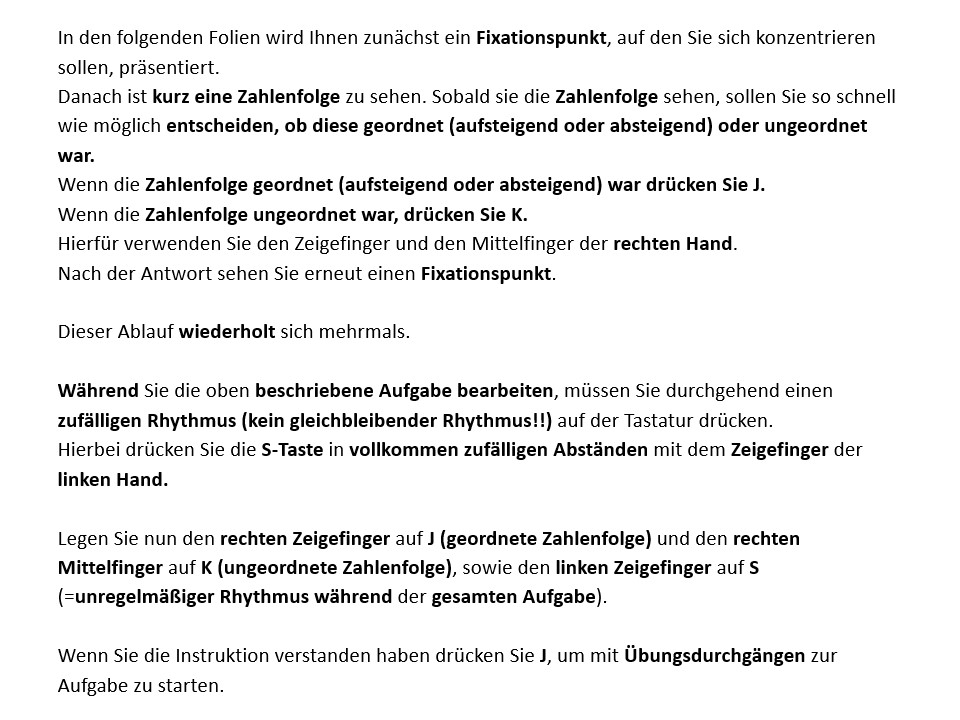 In den folgenden Folien wird Ihnen zunächst ein Fixationspunkt, auf den Sie sich konzentrieren
sollen, präsentiert.
Danach ist kurz eine Zahlenfolge zu sehen. Sobald sie die Zahlenfolge sehen, sollen Sie so schnell
wie möglich entscheiden, ob diese geordnet (aufsteigend oder absteigend) oder ungeordnet
war.
Wenn die Zahlenfolge geordnet (aufsteigend oder absteigend) war drücken Sie J.
Wenn die Zahlenfolge ungeordnet war, drücken Sie K.
Hierfür verwenden Sie den Zeigefinger und den Mittelfinger der rechten Hand.
Nach der Antwort sehen Sie erneut einen Fixationspunkt.
Dieser Ablauf wiederholt sich mehrmals.
Während Sie die oben beschriebene Aufgabe bearbeiten, müssen Sie durchgehend einen
zufälligen Rhythmus (kein gleichbleibender Rhythmus!!) auf der Tastatur drücken.
Hierbei drücken Sie die S-Taste in vollkommen zufälligen Abständen mit dem Zeigefinger der
linken Hand.
Legen Sie nun den rechten Zeigefinger auf J (geordnete Zahlenfolge) und den rechten
Mittelfinger auf K (ungeordnete Zahlenfolge), sowie den linken Zeigefinger auf S
(=unregelmäßiger Rhythmus während der gesamten Aufgabe).
Wenn Sie die Instruktion verstanden haben drücken Sie J, um mit Übungsdurchgängen zur
Aufgabe zu starten.